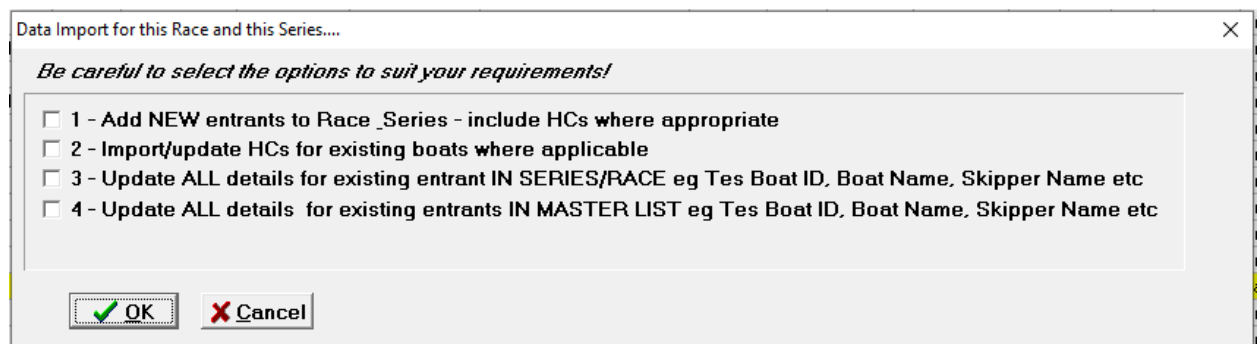 Data Import for this Race and this Series....
Be careful to select the options to suit your requirements!
1 - Add NEW entrants to Race _Series - include HCs where appropriate
2 - Import/update HCs for existing boats where applicable
3 - Update ALL details for existing entrant IN SERIES/RACE eg Tes Boat ID, Boat Name, Skipper Name etc
4 - Update ALL details  for existing entrants IN MASTER LIST eg Tes Boat ID, Boat Name, Skipper Name etc
OK Cancel